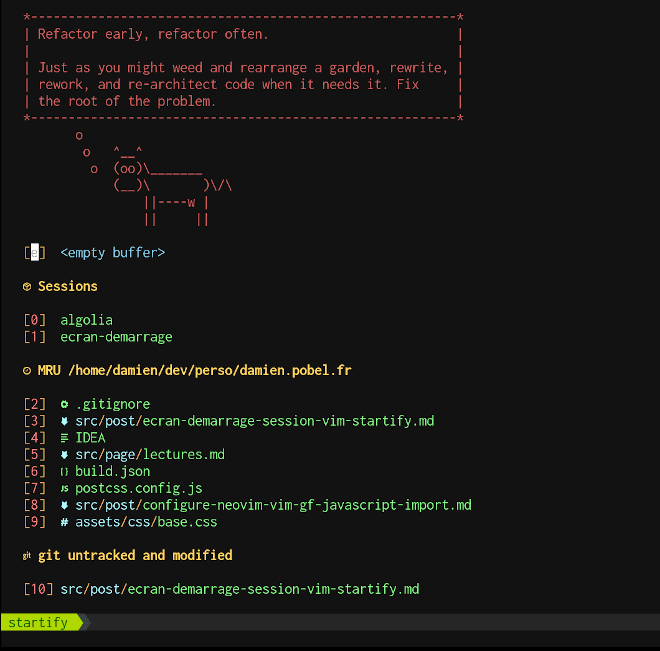 *---------------------------------------------------------*
| Refactor early, refactor often.                         |
|                                                         |
| Just as you might weed and rearrange a garden, rewrite, |
| rework, and re-architect code when it needs it. Fix     |
| the root of the problem.                                |
*---------------------------------------------------------*
       o
        o   ^__^
         o  (oo)\_______
            (__)\       )\/\
                ||----w |
                ||     ||
[e]  <empty buffer>
Sessions
[0]  algolia
[1]  ecran-demarrage
MRU /home/damien/dev/perso/damien.pobel.fr
[2]  .gitignore
[3]  src/post/ecran-demarrage-session-vim-startify.md
[4]  IDEA
[5]  src/page/lectures.md
[6]  {} build.json
[7]  JS postcss.config.js
[8]  src/post/configure-neovim-vim-gf-javascript-import.md
[9]  # assets/css/base.css
git git untracked and modified
[10] src/post/ecran-demarrage-session-vim-startify.md
startify